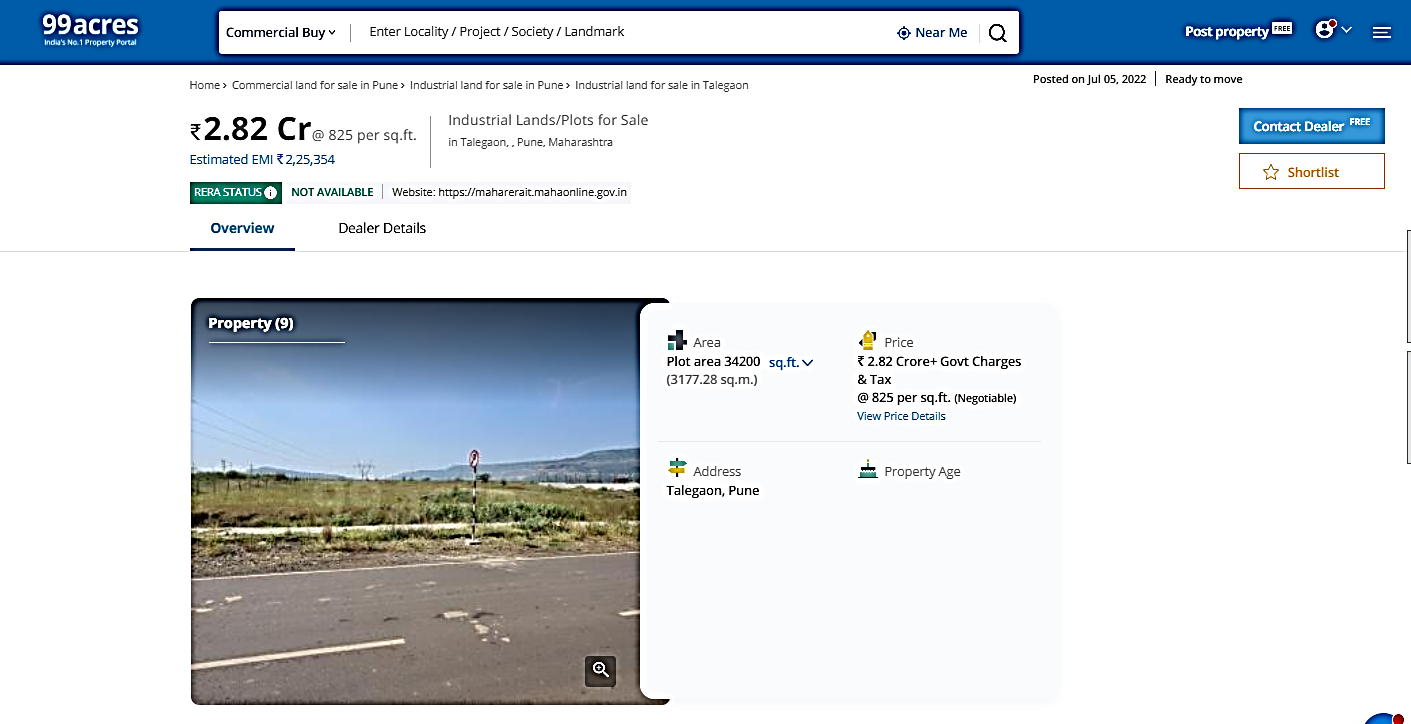 99acres
India's No.1 Property Portal
Commercial Buy
Enter Locality / Project / Society / Landmark
Near Me
Post property FREE
Home › Commercial land for sale in Pune › Industrial land for sale in Pune › Industrial land for sale in Talegaon
Posted on Jul 05, 2022 | Ready to move
₹2.82 Cr @ 825 per sq.ft.
Estimated EMI ₹ 2,25,354
Industrial Lands/Plots for Sale
in Talegaon, , Pune, Maharashtra
Contact Dealer FREE
Shortlist
RERA STATUS i NOT AVAILABLE | Website: https://maharerait.mahaonline.gov.in
Overview
Dealer Details
Property (9)
Area
Plot area 34200 sq.ft.
(3177.28 sq.m.)
Price
₹ 2.82 Crore+ Govt Charges
& Tax
@ 825 per sq.ft. (Negotiable)
View Price Details
Address
Talegaon, Pune
Property Age